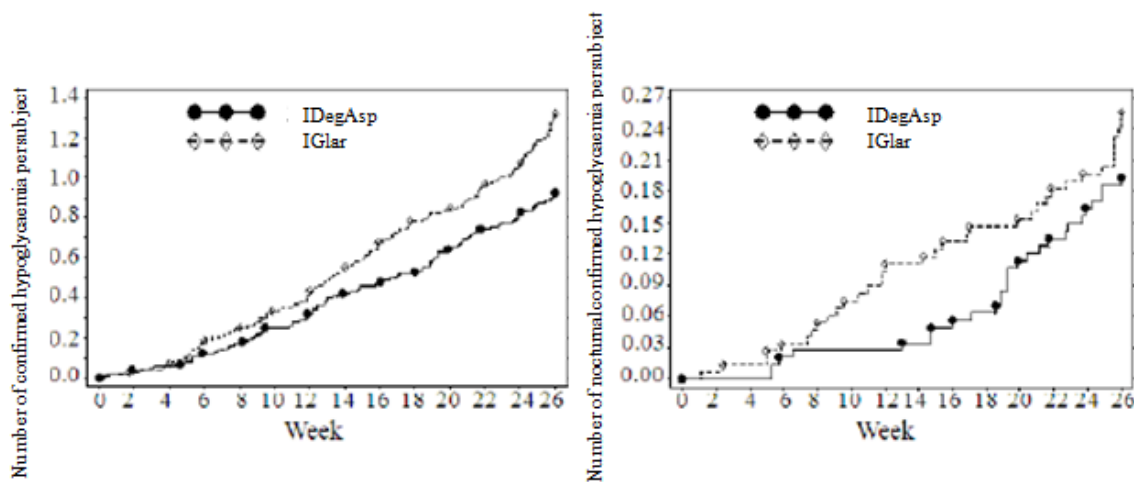 Number of confirmed hypoglycaemia persubject
1.4
1.2
1.0
0.8
0.6
0.4
0.2
0.0
IDegAsp
IGlar
0 2 4 6 8 10 12 14 16 18 20 22 24 26
Week
Number of nocturnal confirmed hypoglycaemia persubject
0.27
0.24
0.21
0.18
0.15
0.12
0.09
0.06
0.03
0.00
IDegAsp
IGlar
0 2 4 6 8 10 12 14 16 18 20 22 24 26
Week